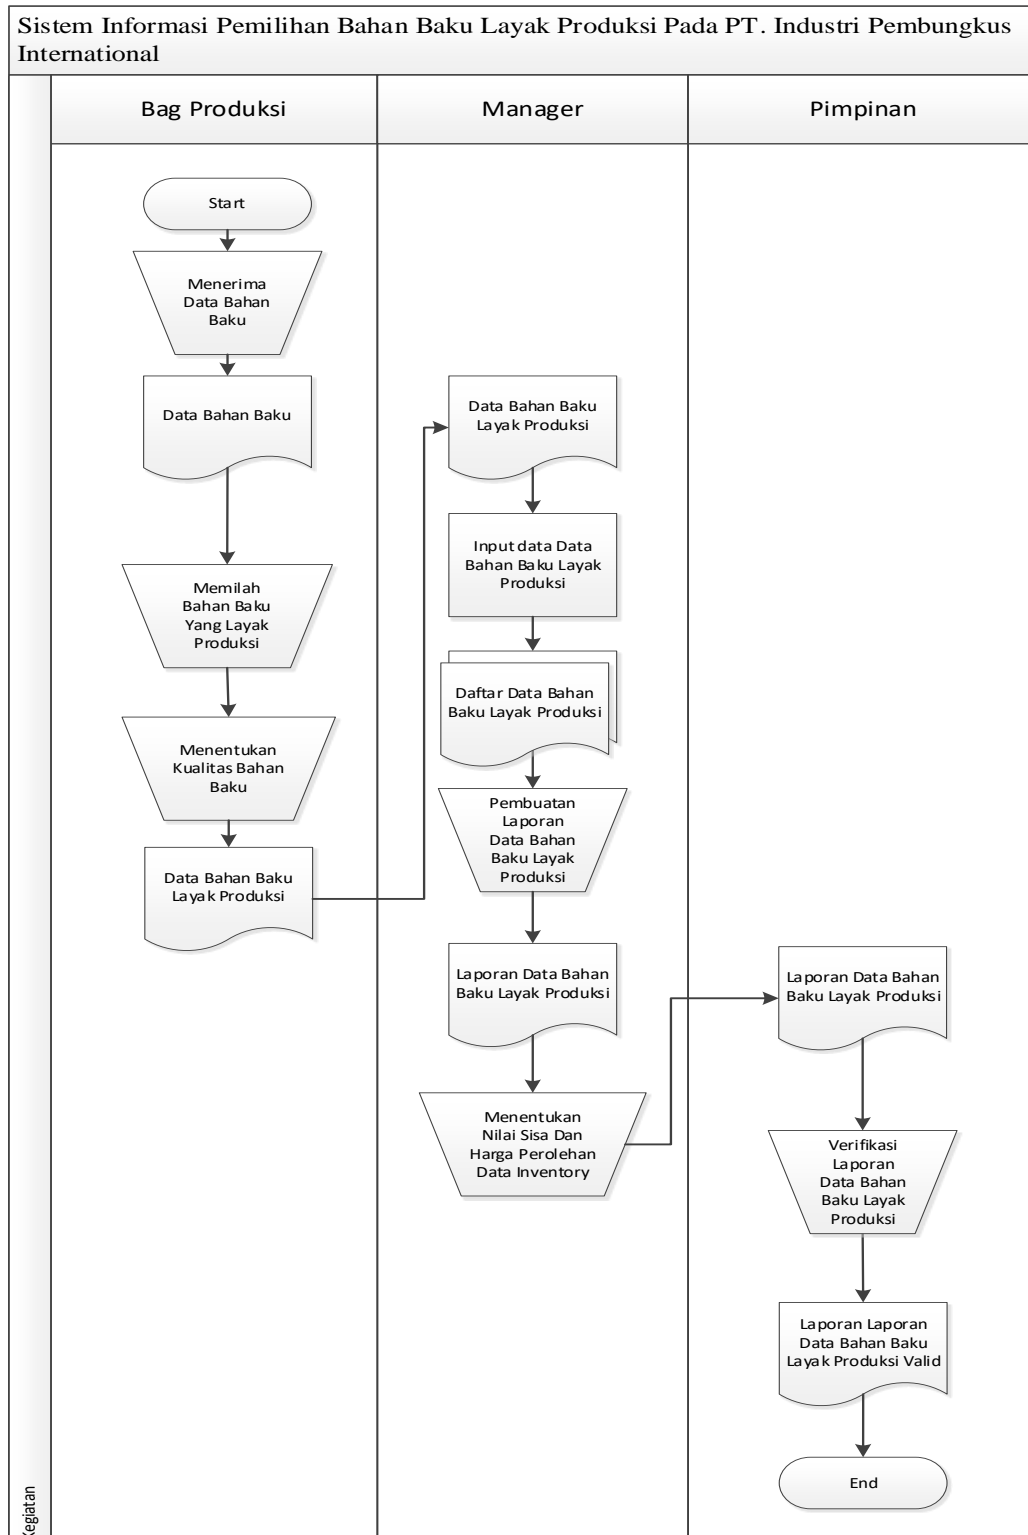 Sistem Informasi Pemilihan Bahan Baku Layak Produksi Pada PT. Industri Pembungkus
International
Bag Produksi
Manager
Pimpinan
Start
Menerima
Data Bahan
Baku
Data Bahan Baku
Memilah
Bahan Baku
Yang Layak
Produksi
Menentukan
Kualitas Bahan
Baku
Data Bahan Baku
Layak Produksi
Data Bahan Baku
Layak Produksi
Input data Data
Bahan Baku Layak
Produksi
Daftar Data Bahan
Baku Layak Produksi
Pembuatan
Laporan
Data Bahan
Baku Layak
Produksi
Laporan Data Bahan
Baku Layak Produksi
Menentukan
Nilai Sisa Dan
Harga Perolehan
Data Inventory
Laporan Data Bahan
Baku Layak Produksi
Verifikasi
Laporan
Data Bahan
Baku Layak
Produksi
Laporan Laporan
Data Bahan Baku
Layak Produksi Valid
End
Kegiatan